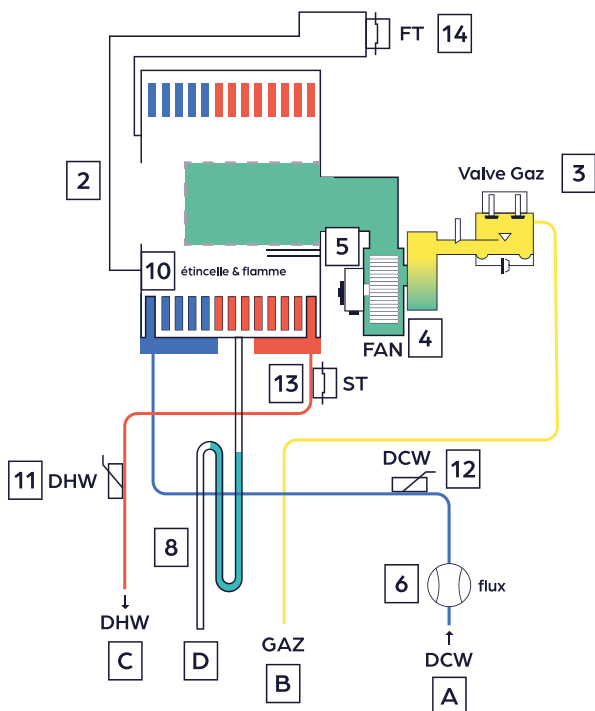 FT 14
Valve Gaz 3
2
5
10 étincelle & flamme
4
FAN
13 ST
11 DHW
DCW 12
8
6 flux
DHW
C
D
GAZ
B
DCW
A